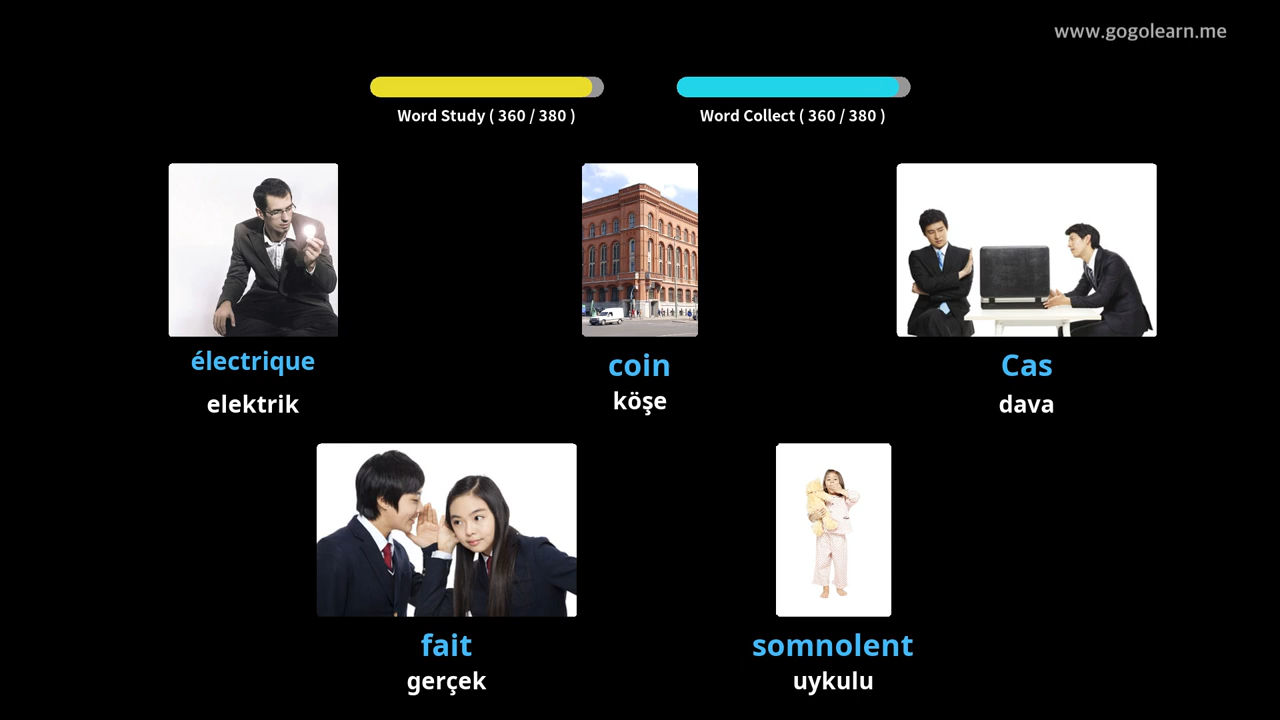 www.gogolearn.me
Word Study ( 360 / 380 )
Word Collect ( 360 / 380 )
électrique
elektrik
coin
köşe
Cas
dava
fait
gerçek
somnolent
uykulu